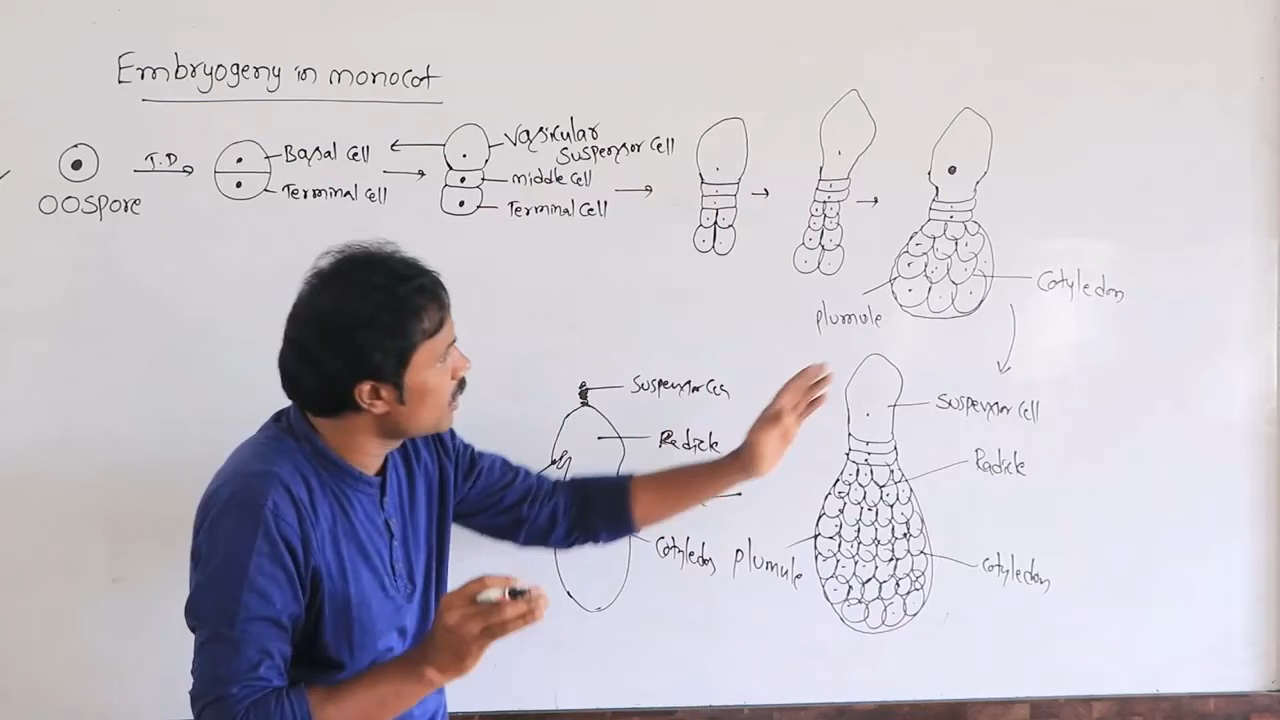 Embryogeny in monocot
OOSPore
T.D
Basal Cell
Terminal Cell
Vasicular
Suspensor Cell
middle Cell
Terminal Cell
plumule
Cotyledon
Suspensor Cell
Radicle
Cotyledon
plumule
Suspensor Cell
Radicle
Cotyledon